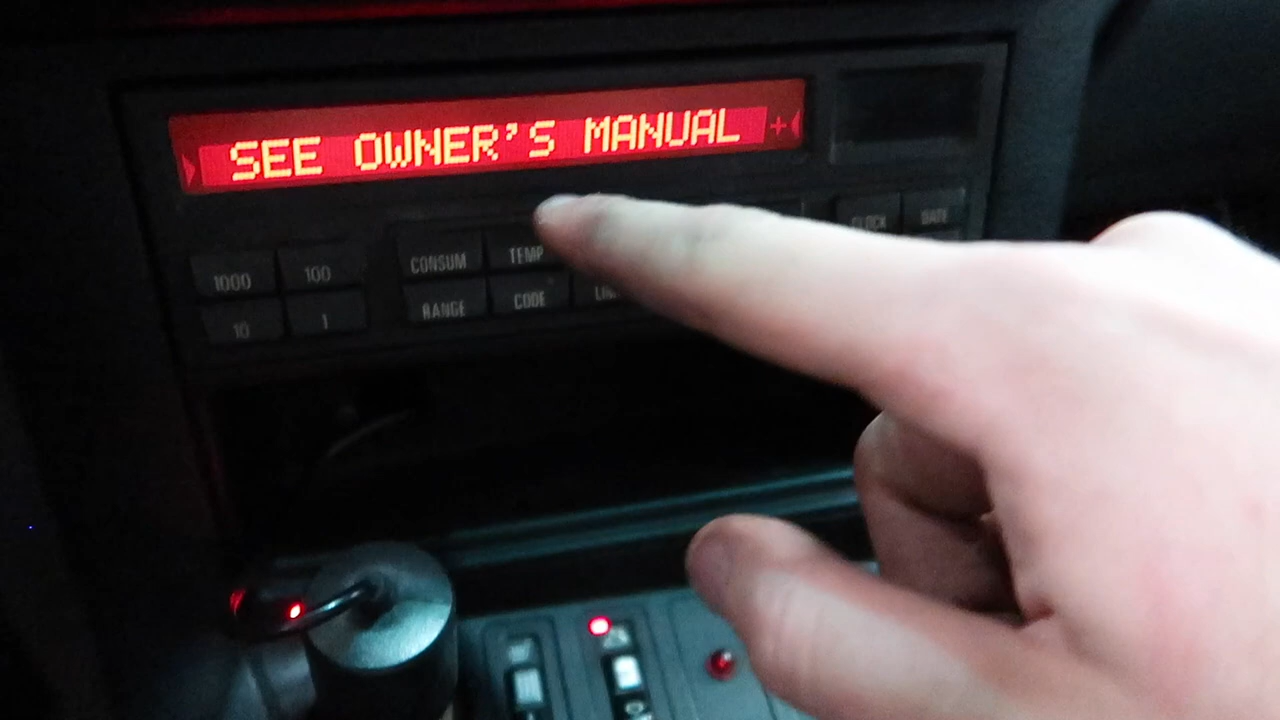 SEE OWNER'S MANUAL +
CLOCK DATE
CONSUM TEMP
1000 100
RANGE CODE
10 1